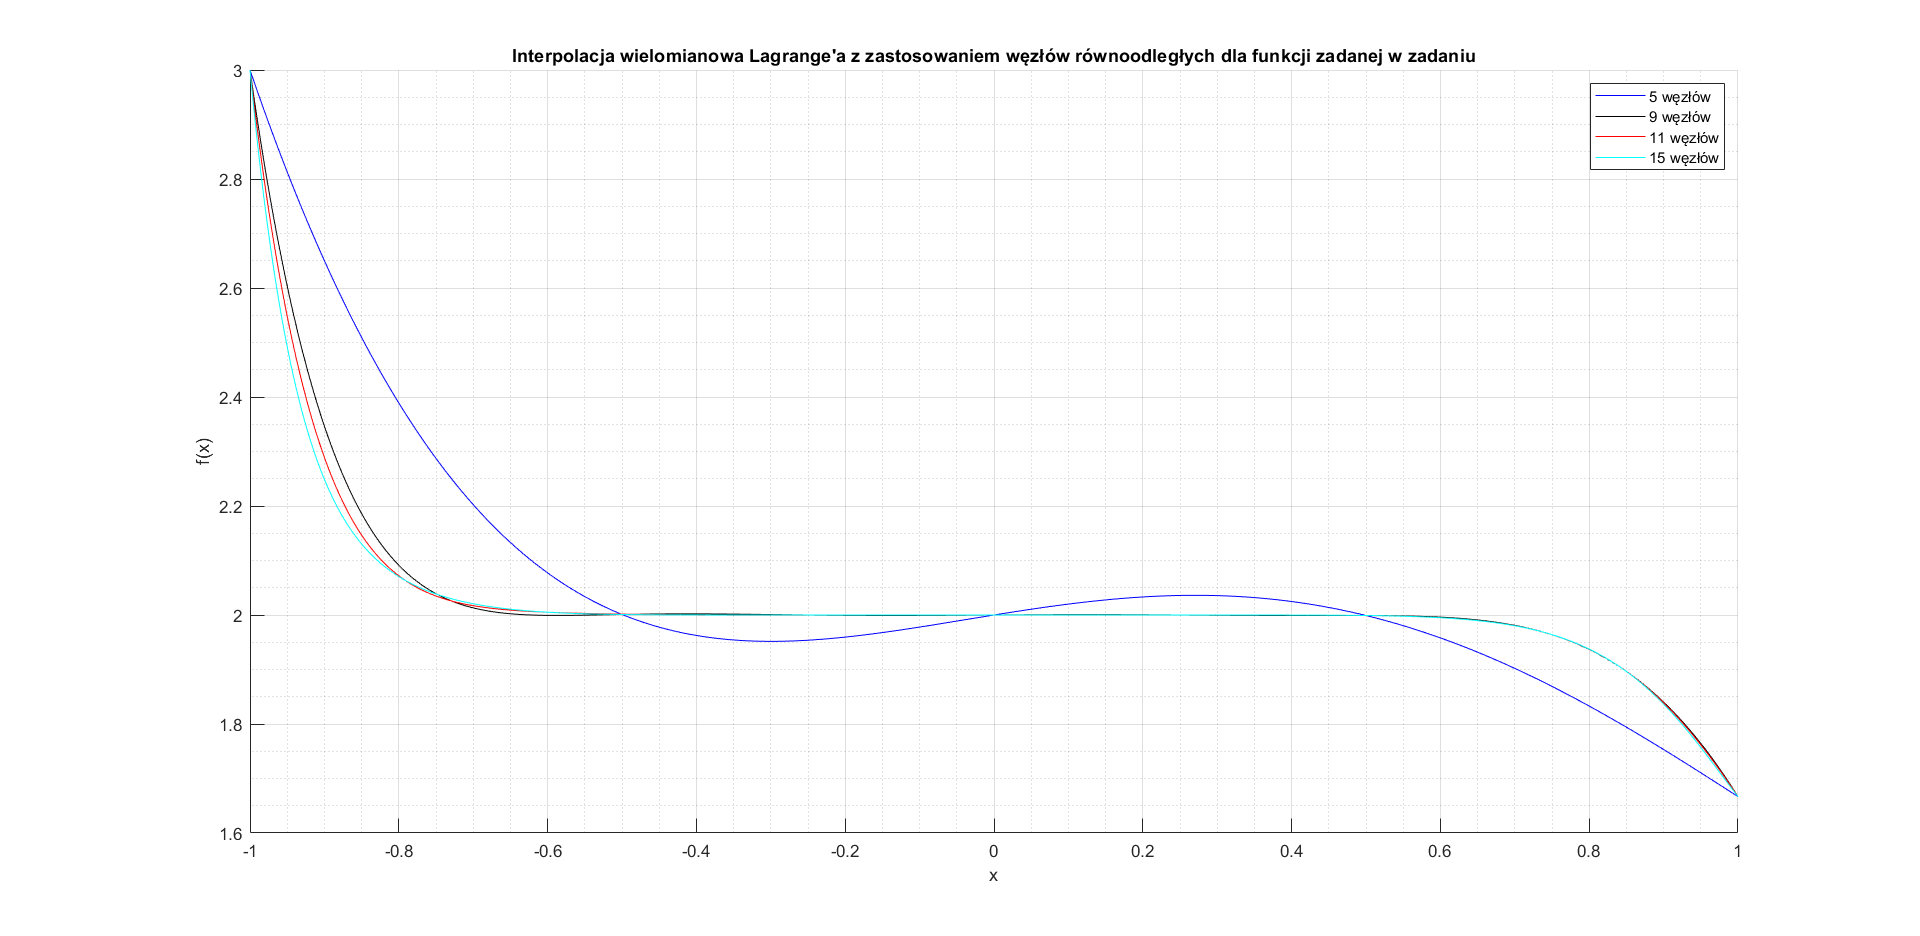 Interpolacja wielomianowa Lagrange'a z zastosowaniem węzłów równoodległych dla funkcji zadanej w zadaniu
5 węzłów
9 węzłów
11 węzłów
15 węzłów
3
2.8
2.6
2.4
2.2
2
1.8
1.6
f(x)
-1 -0.8 -0.6 -0.4 -0.2 0 0.2 0.4 0.6 0.8 1
x